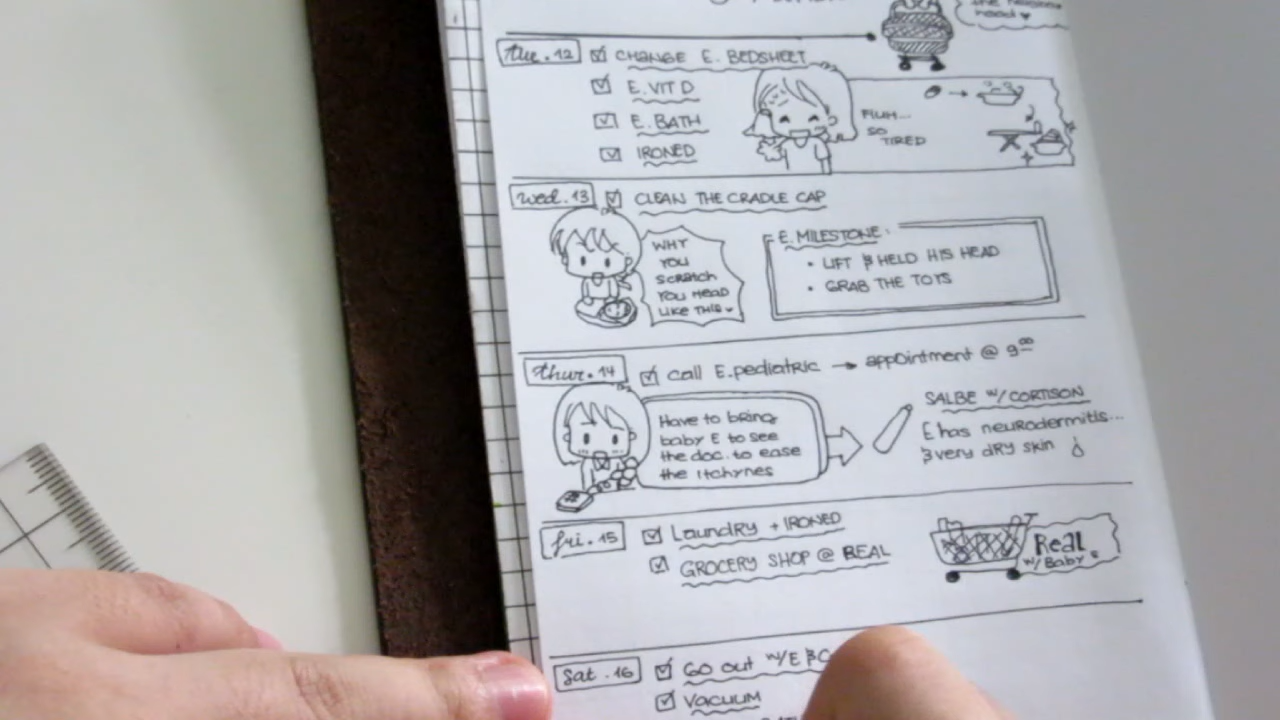 head
Tue. 12
CHANGE E. BEDSHEET
E. VIT D
E. BATH
IRONED
FIUH...
SO
TIRED
Wed. 13
CLEAN THE CRADLE CAP
WHY
YOU
SCRatch
YOU HEAD
LIKE THIS
E. MILESTONE.
• LIFT & HELD HIS HEAD
• GRAB THE TOYS
Thur. 14
call E. pediatric → appointment @ 9⁰⁰
Have to bring
baby E to see
the doc. to ease
the Itchynes
SALBE W/ CORTISON
E has neurodermitis...
& very dry skin
Fri. 15
Laundry + IRONED
GROCERY SHOP @ REAL
Real
W/ Baby
Sat. 16
Go out W/ E &
Vacuum